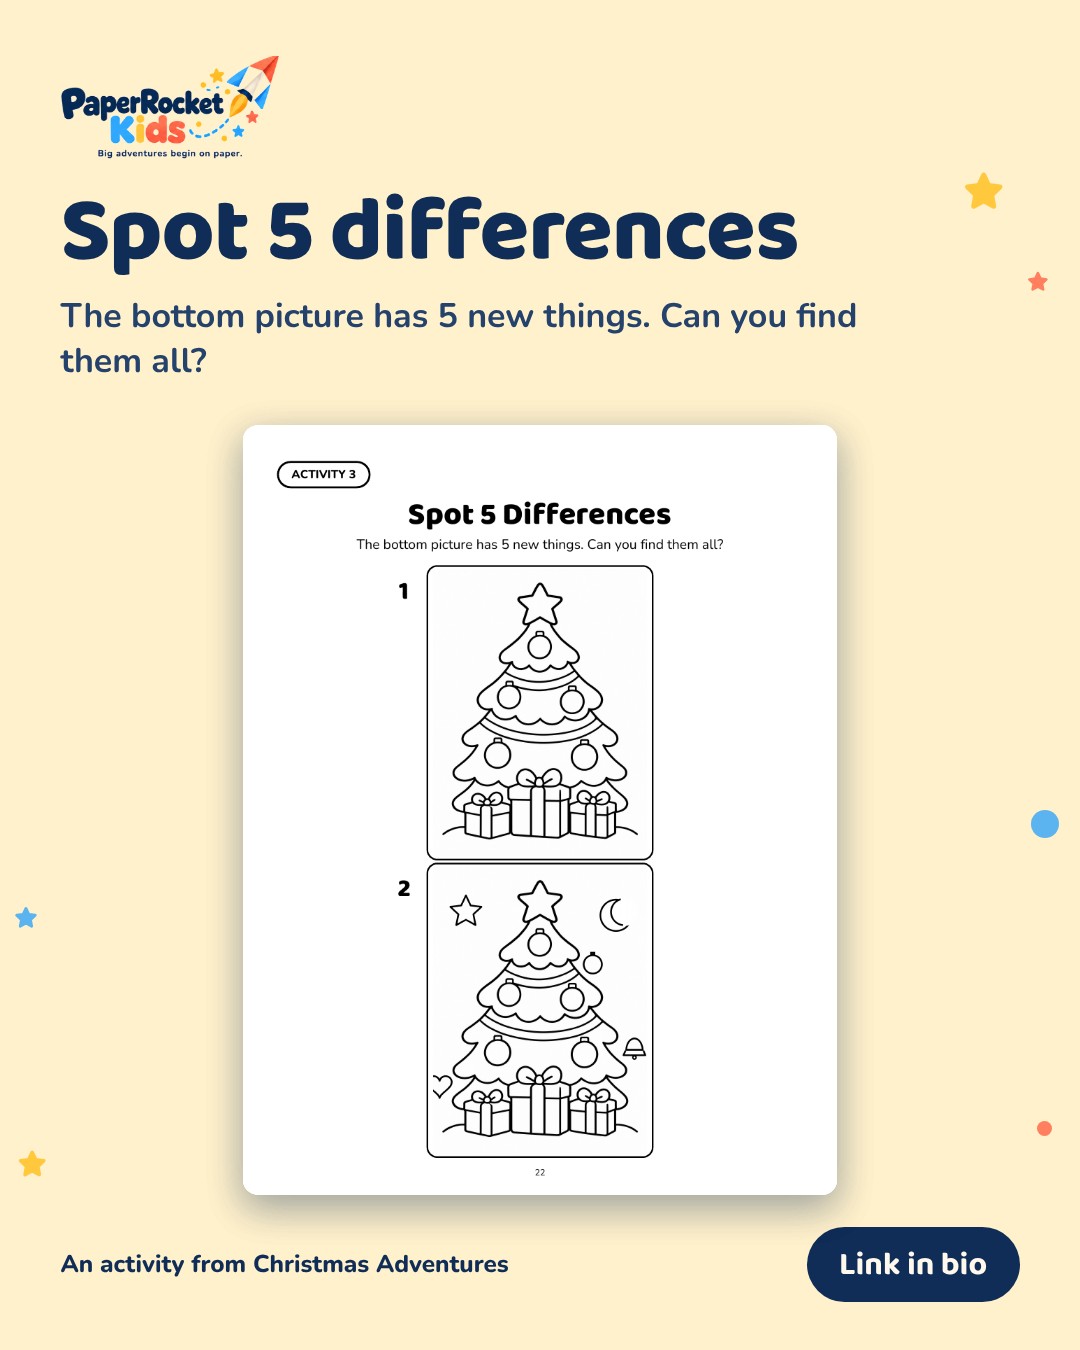 PaperRocket
Kids
Big adventures begin on paper.
Spot 5 differences
The bottom picture has 5 new things. Can you find
them all?
ACTIVITY 3
Spot 5 Differences
The bottom picture has 5 new things. Can you find them all?
1
2
22
An activity from Christmas Adventures
Link in bio